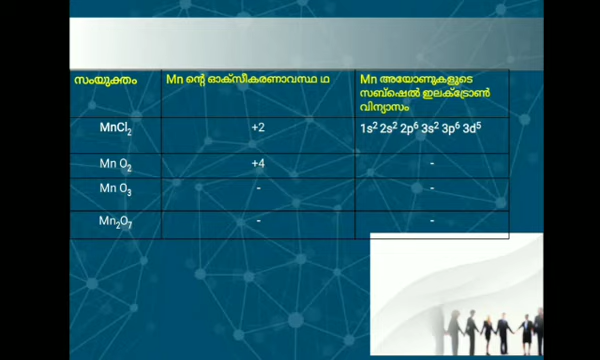 സംയുക്തം Mn ന്റെ ഓക്സീകരണാവസ്ഥ ഥ Mn അയോണുകളുടെ
സബ്ഷെൽ ഇലക്ട്രോൺ
വിന്യാസം
MnCl₂ +2 1s² 2s² 2p⁶ 3s² 3p⁶ 3d⁵
Mn O₂ +4 -
Mn O₃ - -
Mn₂O₇ - -